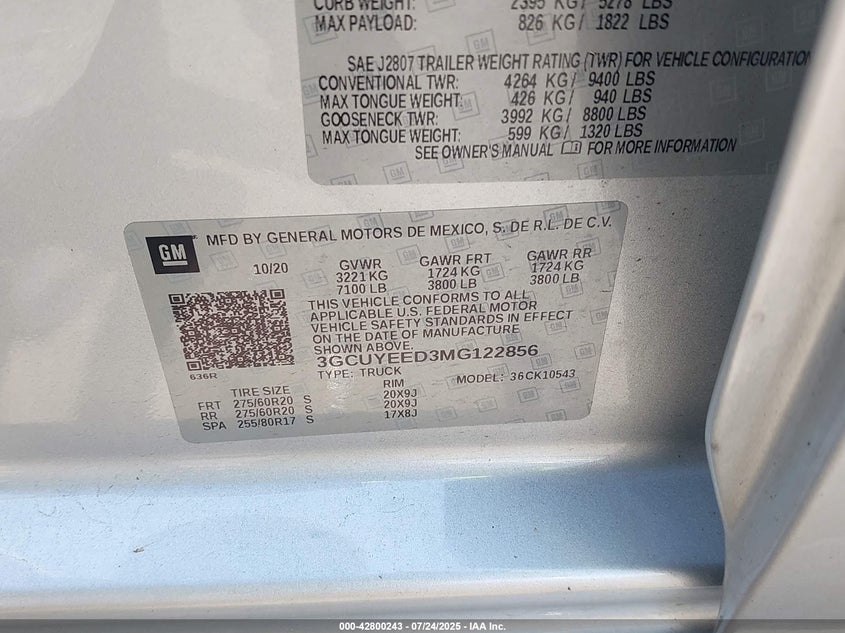 CURB WEIGHT: 2395 KG / 5278 LBS
MAX PAYLOAD: 826 KG / 1822 LBS
SAE J2807 TRAILER WEIGHT RATING (TWR) FOR VEHICLE CONFIGURATION
CONVENTIONAL TWR: 4264 KG / 9400 LBS
MAX TONGUE WEIGHT: 426 KG / 940 LBS
GOOSENECK TWR: 3992 KG / 8800 LBS
MAX TONGUE WEIGHT: 599 KG / 1320 LBS
SEE OWNER'S MANUAL FOR MORE INFORMATION
GM MFD BY GENERAL MOTORS DE MEXICO, S. DE R.L. DE C.V.
10/20 GVWR GAWR FRT GAWR RR
3221 KG 1724 KG 1724 KG
7100 LB 3800 LB 3800 LB
THIS VEHICLE CONFORMS TO ALL
APPLICABLE U.S. FEDERAL MOTOR
VEHICLE SAFETY STANDARDS IN EFFECT
ON THE DATE OF MANUFACTURE
SHOWN ABOVE.
3GCUYEED3MG122856
636R TYPE: TRUCK MODEL: 36CK10543
TIRE SIZE RIM
FRT 275/60R20 S 20X9J
RR 275/60R20 S 20X9J
SPA 255/80R17 S 17X8J
000-42800243 - 07/24/2025 - IAA Inc.